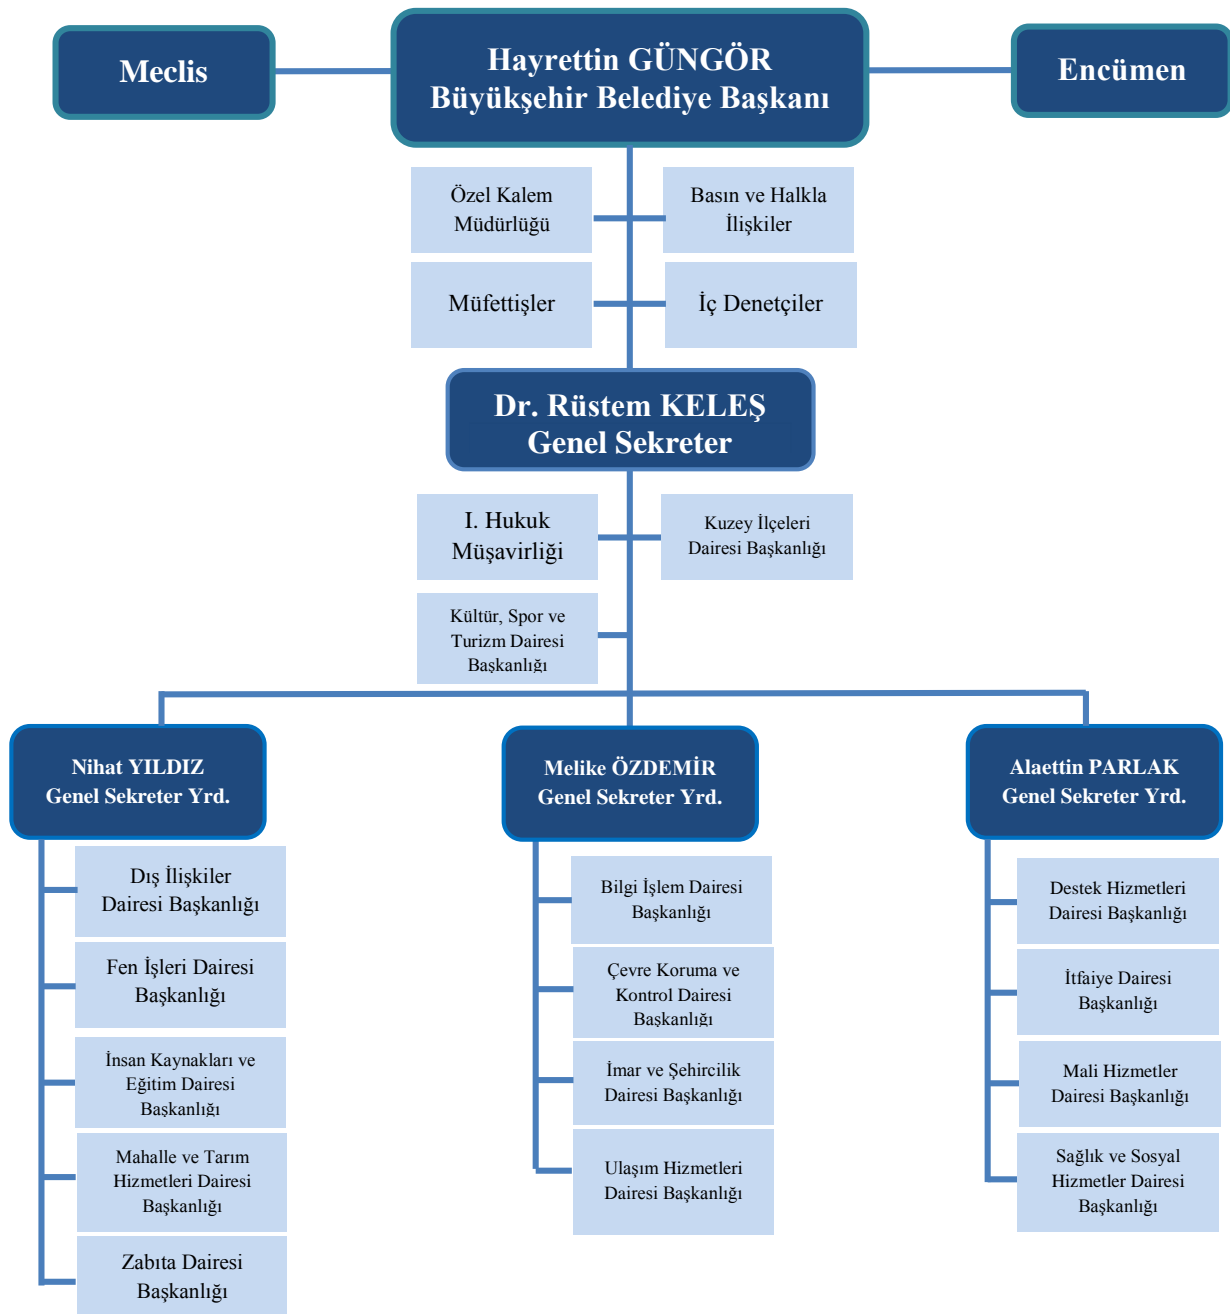 Meclis
Hayrettin GÜNGÖR
Büyükşehir Belediye Başkanı
Encümen
Özel Kalem
Müdürlüğü
Basın ve Halkla
İlişkiler
Müfettişler
İç Denetçiler
Dr. Rüstem KELEŞ
Genel Sekreter
I. Hukuk
Müşavirliği
Kuzey İlçeleri
Dairesi Başkanlığı
Kültür, Spor ve
Turizm Dairesi
Başkanlığı
Nihat YILDIZ
Genel Sekreter Yrd.
Dış İlişkiler
Dairesi Başkanlığı
Fen İşleri Dairesi
Başkanlığı
İnsan Kaynakları ve
Eğitim Dairesi
Başkanlığı
Mahalle ve Tarım
Hizmetleri Dairesi
Başkanlığı
Zabıta Dairesi
Başkanlığı
Melike ÖZDEMİR
Genel Sekreter Yrd.
Bilgi İşlem Dairesi
Başkanlığı
Çevre Koruma ve
Kontrol Dairesi
Başkanlığı
İmar ve Şehircilik
Dairesi Başkanlığı
Ulaşım Hizmetleri
Dairesi Başkanlığı
Alaettin PARLAK
Genel Sekreter Yrd.
Destek Hizmetleri
Dairesi Başkanlığı
İtfaiye Dairesi
Başkanlığı
Mali Hizmetler
Dairesi Başkanlığı
Sağlık ve Sosyal
Hizmetler Dairesi
Başkanlığı